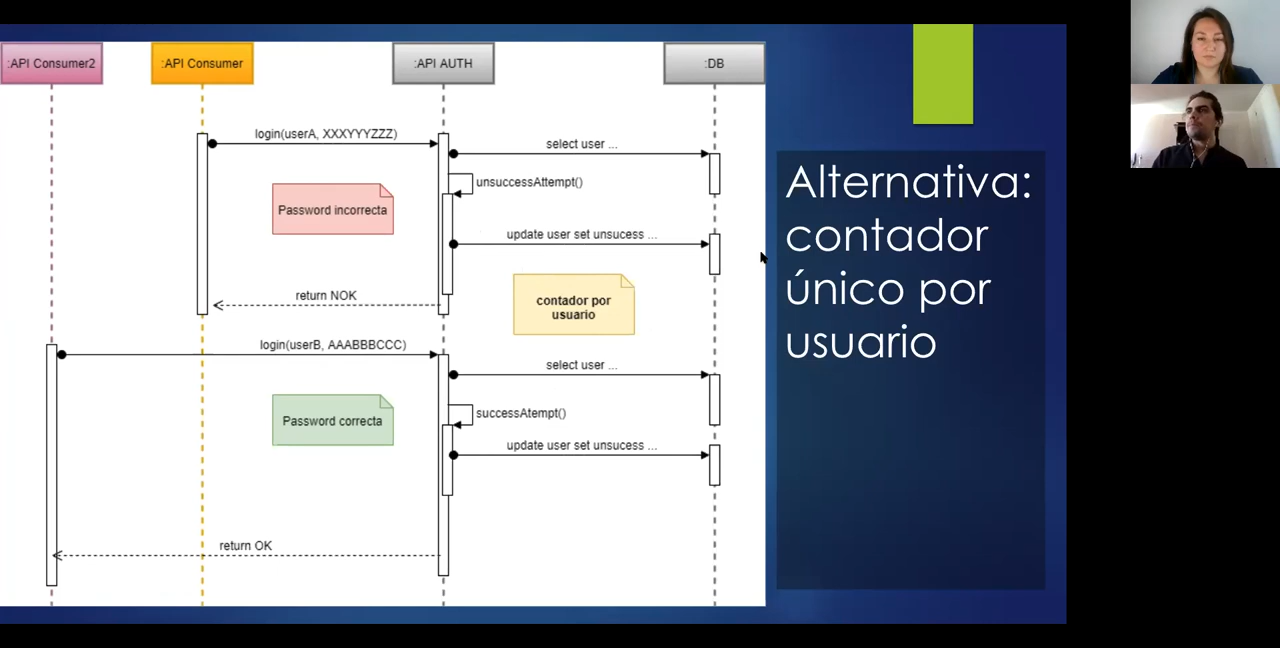 :API Consumer2
:API Consumer
:API AUTH
:DB
login(userA, XXXYYYZZZ)
select user ...
unsuccessAttempt()
Password incorrecta
update user set unsucess ...
return NOK
contador por
usuario
login(userB, AAABBBCCC)
select user ...
successAtempt()
Password correcta
update user set unsucess ...
return OK
Alternativa:
contador
único por
usuario